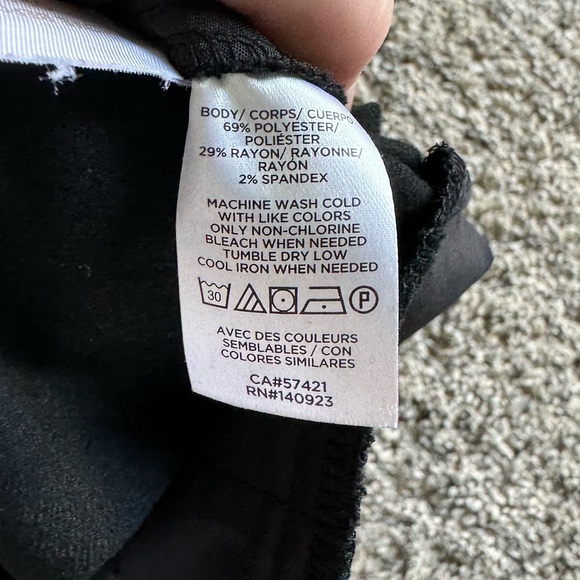 BODY/ CORPS/ CUERPO
69% POLYESTER/
POLIÉSTER
29% RAYON/ RAYONNE/
RAYÓN
2% SPANDEX
MACHINE WASH COLD
WITH LIKE COLORS
ONLY NON-CHLORINE
BLEACH WHEN NEEDED
TUMBLE DRY LOW
COOL IRON WHEN NEEDED
30 P
AVEC DES COULEURS
SEMBLABLES / CON
COLORES SIMILARES
CA#57421
RN#140923